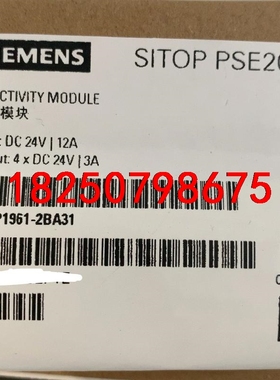 SIEMENS SITOP PSE20
CTIVITY MODULE
模块
: DC 24V | 12A
ut: 4 x DC 24V | 3A
18250798675
P1961-2BA31